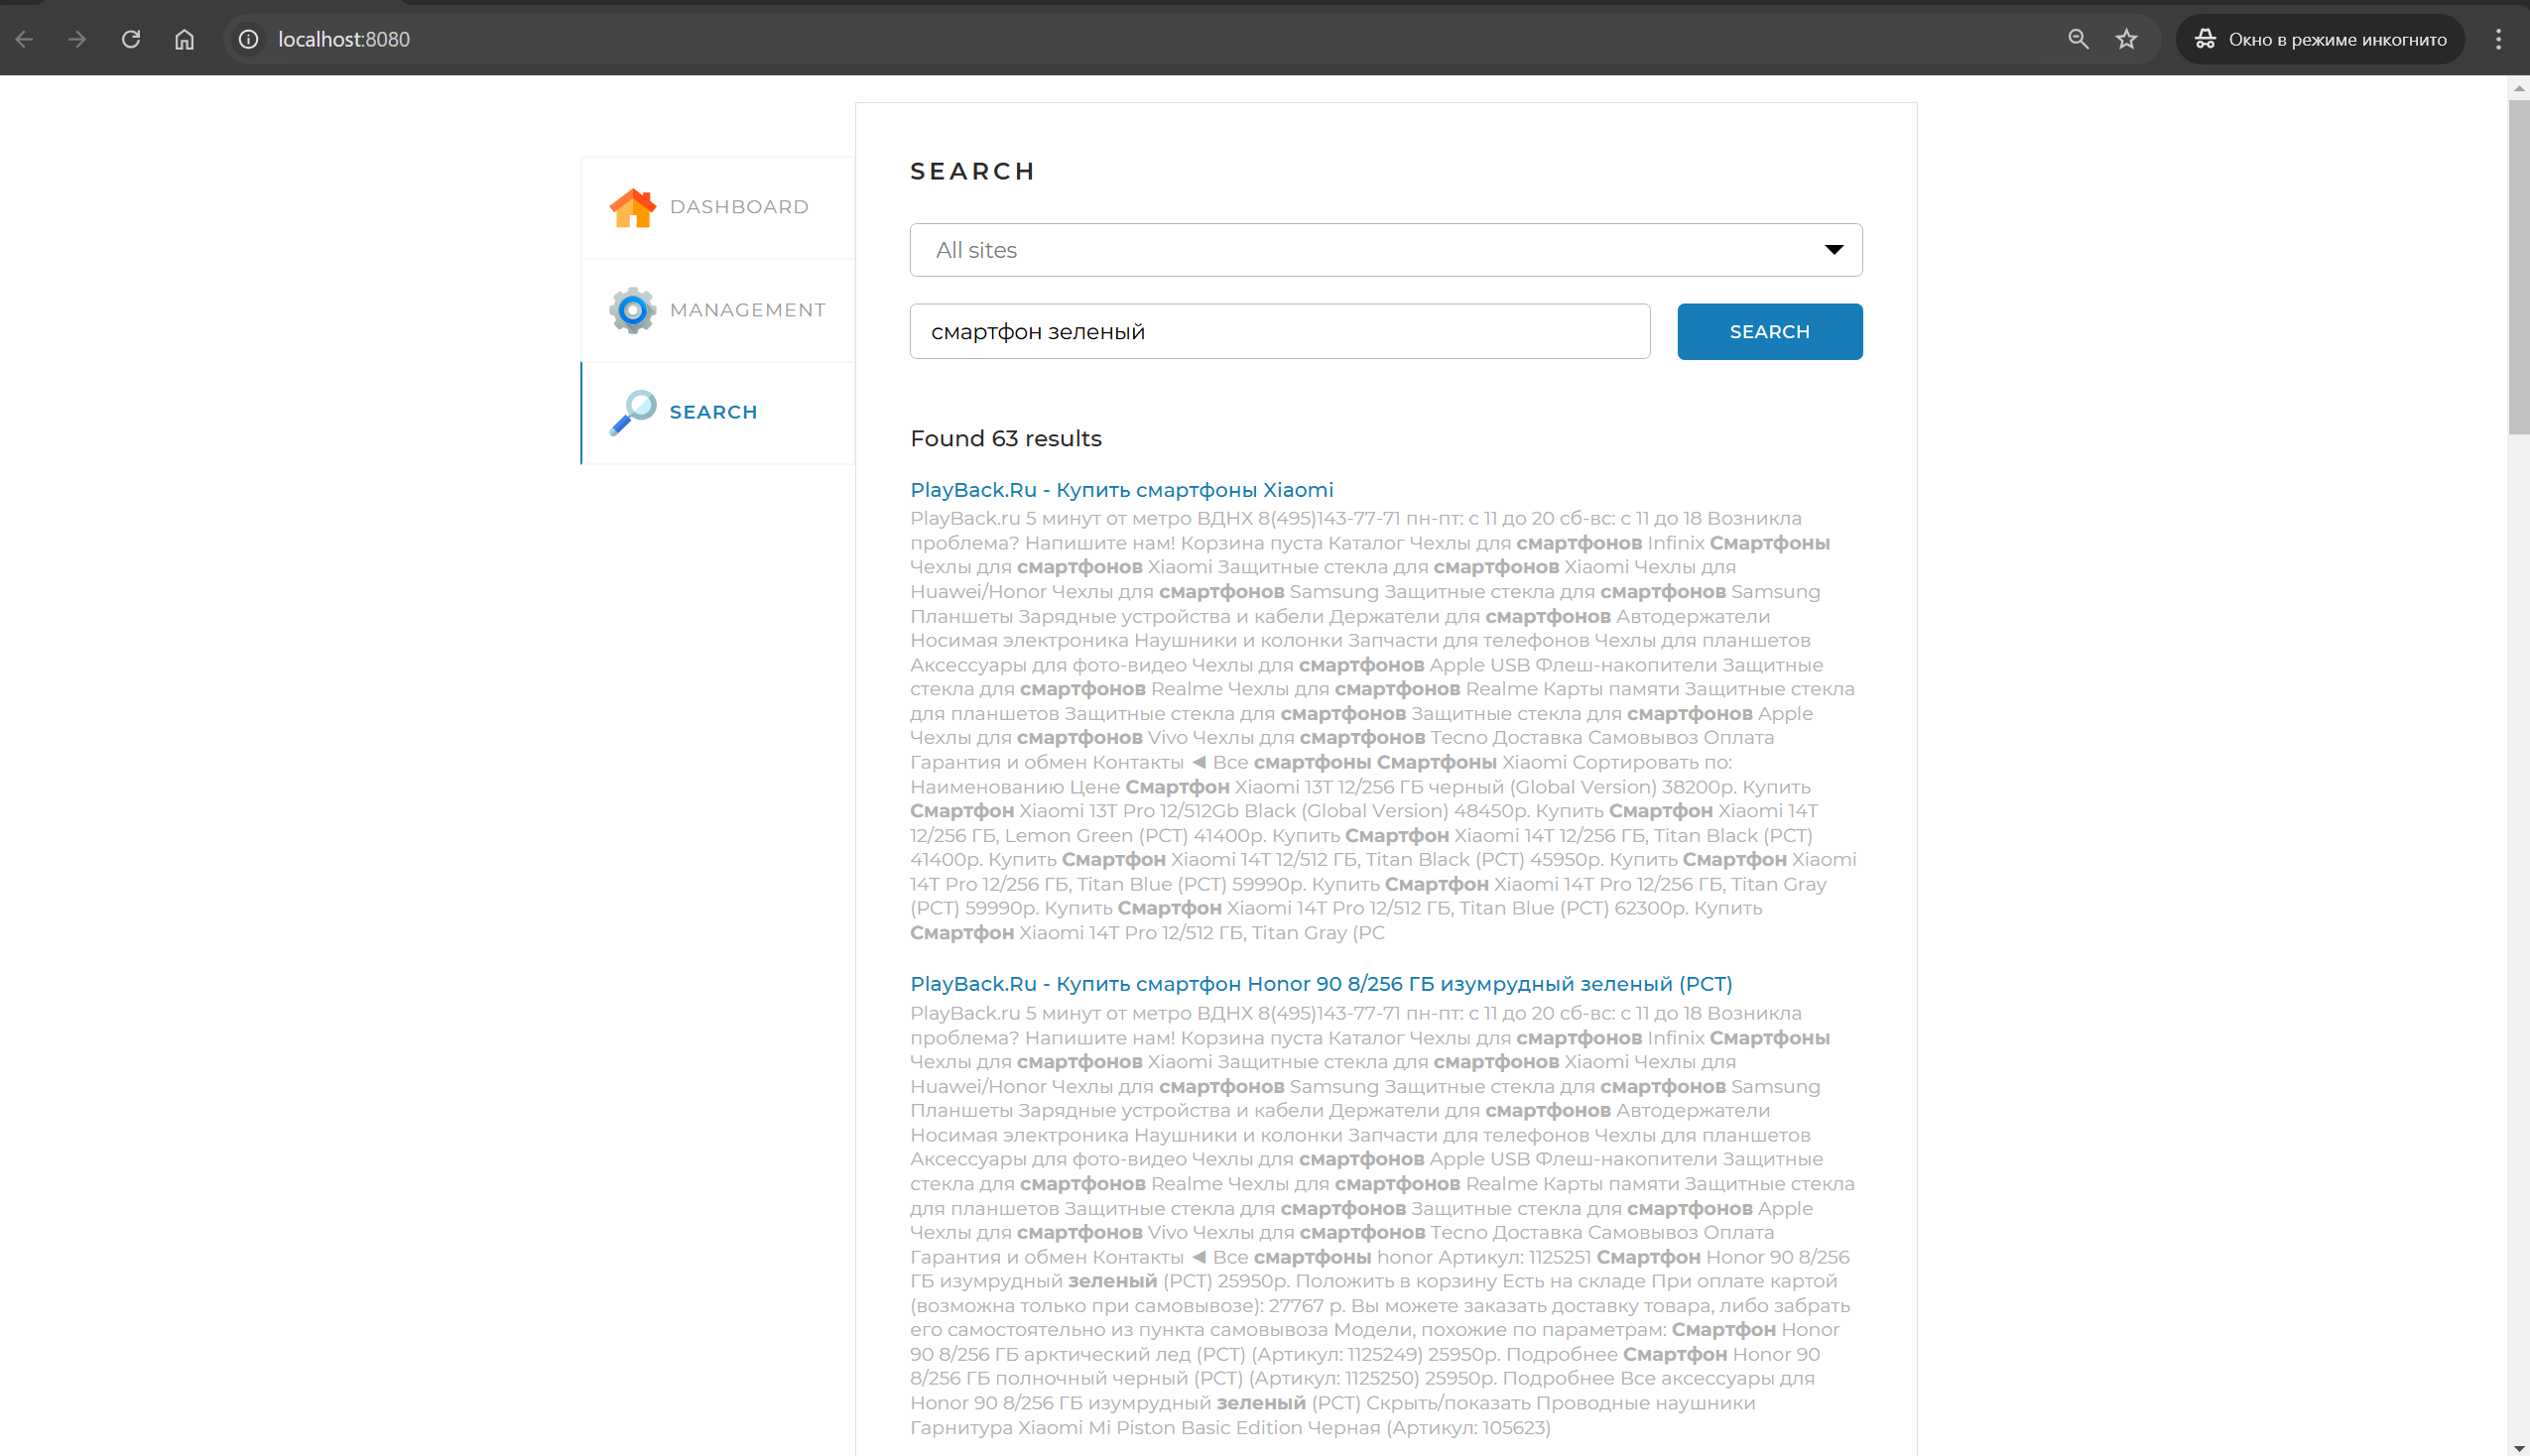 localhost:8080
Окно в режиме инкогнито
DASHBOARD
MANAGEMENT
SEARCH
SEARCH
All sites
смартфон зеленый
SEARCH
Found 63 results
PlayBack.Ru - Купить смартфоны Xiaomi
PlayBack.ru 5 минут от метро ВДНХ 8(495)143-77-71 пн-пт: с 11 до 20 сб-вс: с 11 до 18 Возникла
проблема? Напишите нам! Корзина пуста Каталог Чехлы для смартфонов Infinix Смартфоны
Чехлы для смартфонов Xiaomi Защитные стекла для смартфонов Xiaomi Чехлы для
Huawei/Honor Чехлы для смартфонов Samsung Защитные стекла для смартфонов Samsung
Планшеты Зарядные устройства и кабели Держатели для смартфонов Автодержатели
Носимая электроника Наушники и колонки Запчасти для телефонов Чехлы для планшетов
Аксессуары для фото-видео Чехлы для смартфонов Apple USB Флеш-накопители Защитные
стекла для смартфонов Realme Чехлы для смартфонов Realme Карты памяти Защитные стекла
для планшетов Защитные стекла для смартфонов Защитные стекла для смартфонов Apple
Чехлы для смартфонов Vivo Чехлы для смартфонов Tecno Доставка Самовывоз Оплата
Гарантия и обмен Контакты ◄ Все смартфоны Смартфоны Xiaomi Сортировать по:
Наименованию Цене Смартфон Xiaomi 13T 12/256 ГБ черный (Global Version) 38200р. Купить
Смартфон Xiaomi 13T Pro 12/512Gb Black (Global Version) 48450р. Купить Смартфон Xiaomi 14T
12/256 ГБ, Lemon Green (РСТ) 41400р. Купить Смартфон Xiaomi 14T 12/256 ГБ, Titan Black (РСТ)
41400р. Купить Смартфон Xiaomi 14T 12/512 ГБ, Titan Black (РСТ) 45950р. Купить Смартфон Xiaomi
14T Pro 12/256 ГБ, Titan Blue (РСТ) 59990р. Купить Смартфон Xiaomi 14T Pro 12/256 ГБ, Titan Gray
(РСТ) 59990р. Купить Смартфон Xiaomi 14T Pro 12/512 ГБ, Titan Blue (РСТ) 62300р. Купить
Смартфон Xiaomi 14T Pro 12/512 ГБ, Titan Gray (РС
PlayBack.Ru - Купить смартфон Honor 90 8/256 ГБ изумрудный зеленый (РСТ)
PlayBack.ru 5 минут от метро ВДНХ 8(495)143-77-71 пн-пт: с 11 до 20 сб-вс: с 11 до 18 Возникла
проблема? Напишите нам! Корзина пуста Каталог Чехлы для смартфонов Infinix Смартфоны
Чехлы для смартфонов Xiaomi Защитные стекла для смартфонов Xiaomi Чехлы для
Huawei/Honor Чехлы для смартфонов Samsung Защитные стекла для смартфонов Samsung
Планшеты Зарядные устройства и кабели Держатели для смартфонов Автодержатели
Носимая электроника Наушники и колонки Запчасти для телефонов Чехлы для планшетов
Аксессуары для фото-видео Чехлы для смартфонов Apple USB Флеш-накопители Защитные
стекла для смартфонов Realme Чехлы для смартфонов Realme Карты памяти Защитные стекла
для планшетов Защитные стекла для смартфонов Защитные стекла для смартфонов Apple
Чехлы для смартфонов Vivo Чехлы для смартфонов Tecno Доставка Самовывоз Оплата
Гарантия и обмен Контакты ◄ Все смартфоны honor Артикул: 1125251 Смартфон Honor 90 8/256
ГБ изумрудный зеленый (РСТ) 25950р. Положить в корзину Есть на складе При оплате картой
(возможна только при самовывозе): 27767 р. Вы можете заказать доставку товара, либо забрать
его самостоятельно из пункта самовывоза Модели, похожие по параметрам: Смартфон Honor
90 8/256 ГБ арктический лед (РСТ) (Артикул: 1125249) 25950р. Подробнее Смартфон Honor 90
8/256 ГБ полночный черный (РСТ) (Артикул: 1125250) 25950р. Подробнее Все аксессуары для
Honor 90 8/256 ГБ изумрудный зеленый (РСТ) Скрыть/показать Проводные наушники
Гарнитура Xiaomi Mi Piston Basic Edition Черная (Артикул: 105623)